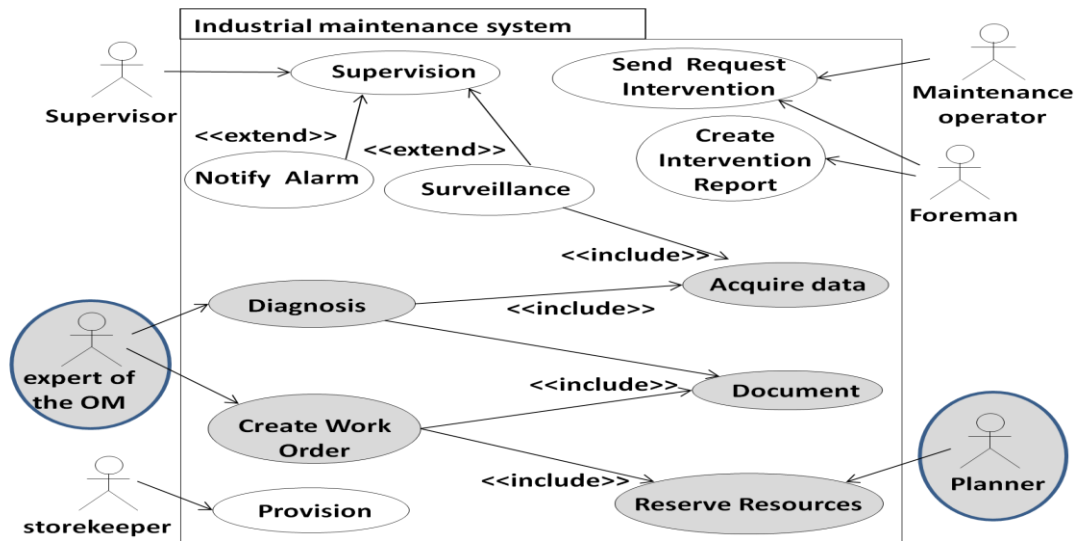 Industrial maintenance system
Supervisor
Supervision
Send Request
Intervention
Maintenance
operator
<<extend>>
<<extend>>
Create
Intervention
Report
Notify Alarm
Surveillance
Foreman
<<include>>
Diagnosis
<<include>>
Acquire data
expert of
the OM
<<include>>
Document
Create Work
Order
<<include>>
Reserve Resources
Planner
storekeeper
Provision